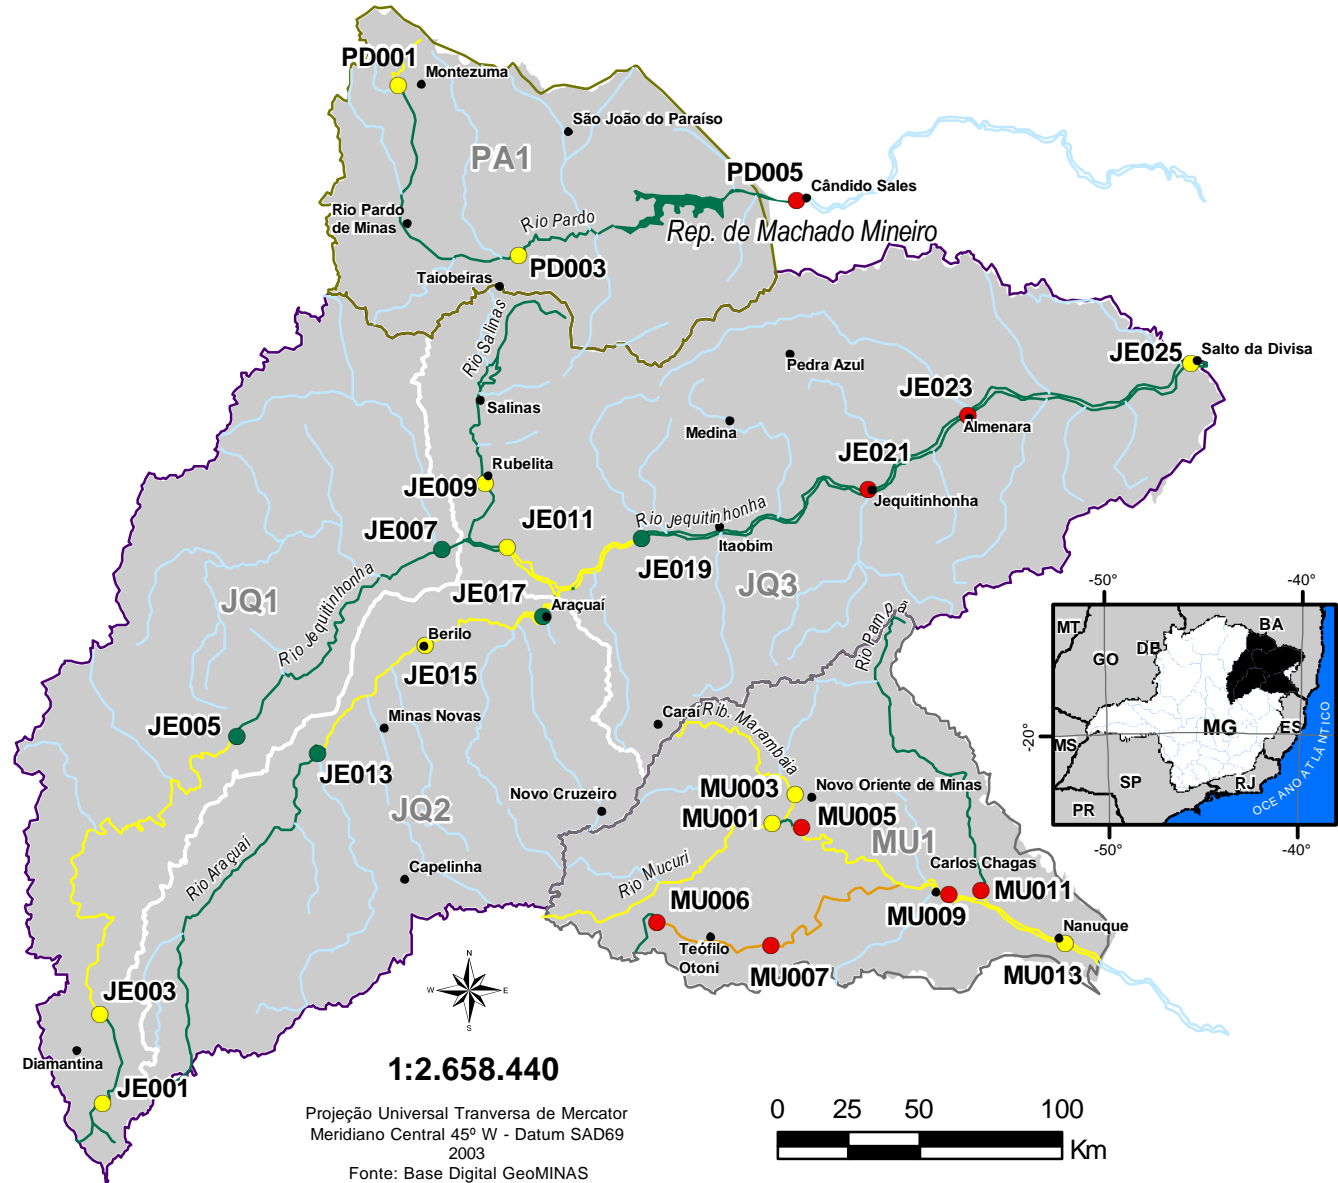 PD001
Montezuma
São João do Paraíso
PA1
PD005
Cândido Sales
Rio Pardo
de Minas
Rio Pardo
Rep. de Machado Mineiro
PD003
Taiobeiras
Rio Salinas
Pedra Azul
JE025
Salto da Divisa
JE023
Almenara
Salinas
Medina
JE021
Jequitinhonha
Rubelita
JE009
JE007
JE011
Rio Jequitinhonha
Itaobim
JE019
JQ1
JQ3
JE017
Araçuaí
Rio Jequitinhonha
Berilo
JE015
Rio Pampã
JE005
Minas Novas
JE013
Caraí
Rib. Marambaia
JQ2
Novo Cruzeiro
MU003
Novo Oriente de Minas
MU001
MU005
MU1
Rio Araçuaí
Capelinha
Rio Mucuri
Carlos Chagas
MU011
MU009
MU006
Teófilo
Otoni
MU007
Nanuque
MU013
JE003
Diamantina
JE001
N
W
E
S
1:2.658.440
Projeção Universal Tranversa de Mercator
Meridiano Central 45º W - Datum SAD69
2003
Fonte: Base Digital GeoMINAS
0 25 50 100
Km
-50° -40°
MT
GO
DB
BA
MG
ES
MS
SP
RJ
PR
-20°
OCEANO ATLÂNTICO
-50° -40°